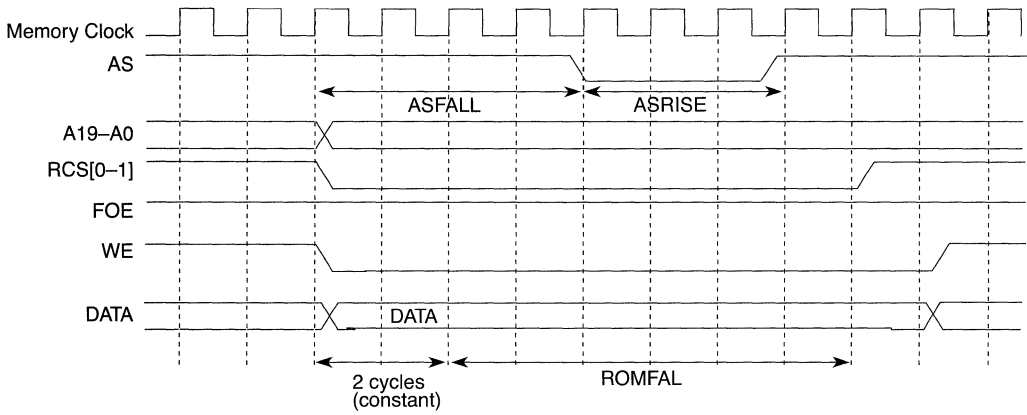 Memory Clock
AS
ASFALL
ASRISE
A19–A0
RCS[0–1]
FOE
WE
DATA
DATA
2 cycles
(constant)
ROMFAL